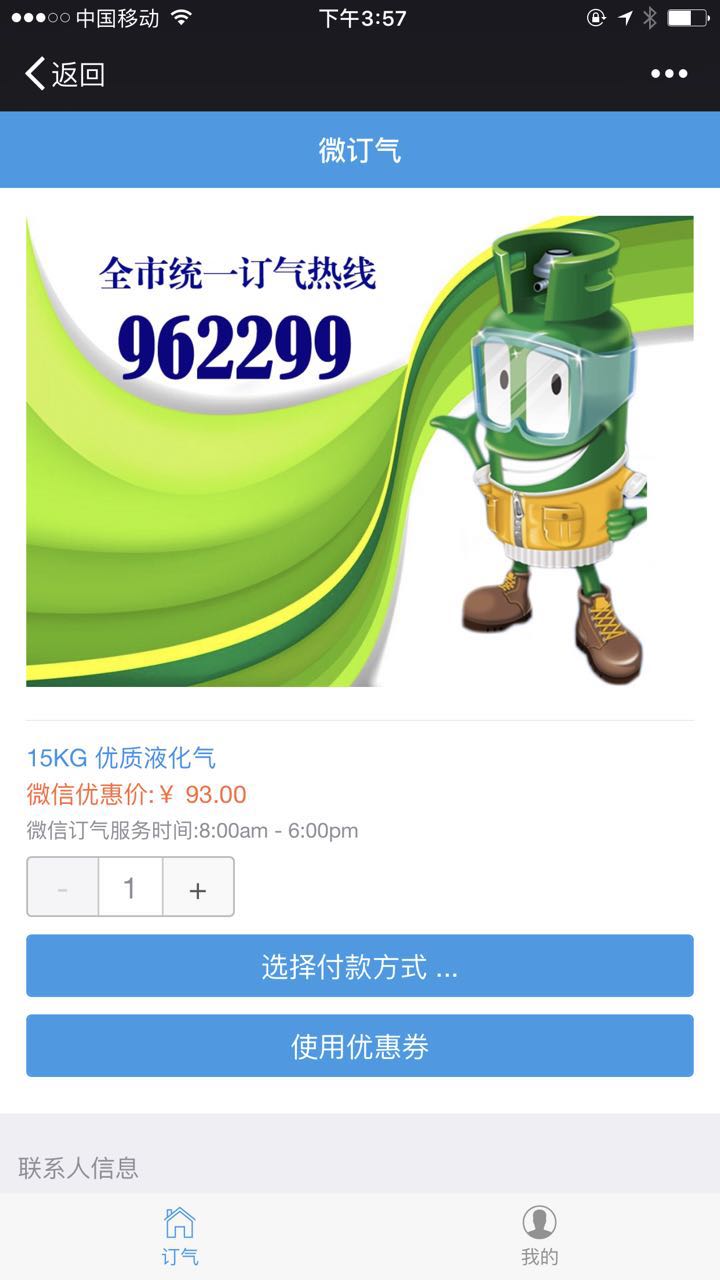 中国移动 下午3:57
返回
微订气
全市统一订气热线
962299
15KG 优质液化气
微信优惠价:￥ 93.00
微信订气服务时间:8:00am - 6:00pm
- 1 +
选择付款方式 ...
使用优惠券
联系人信息
订气 我的